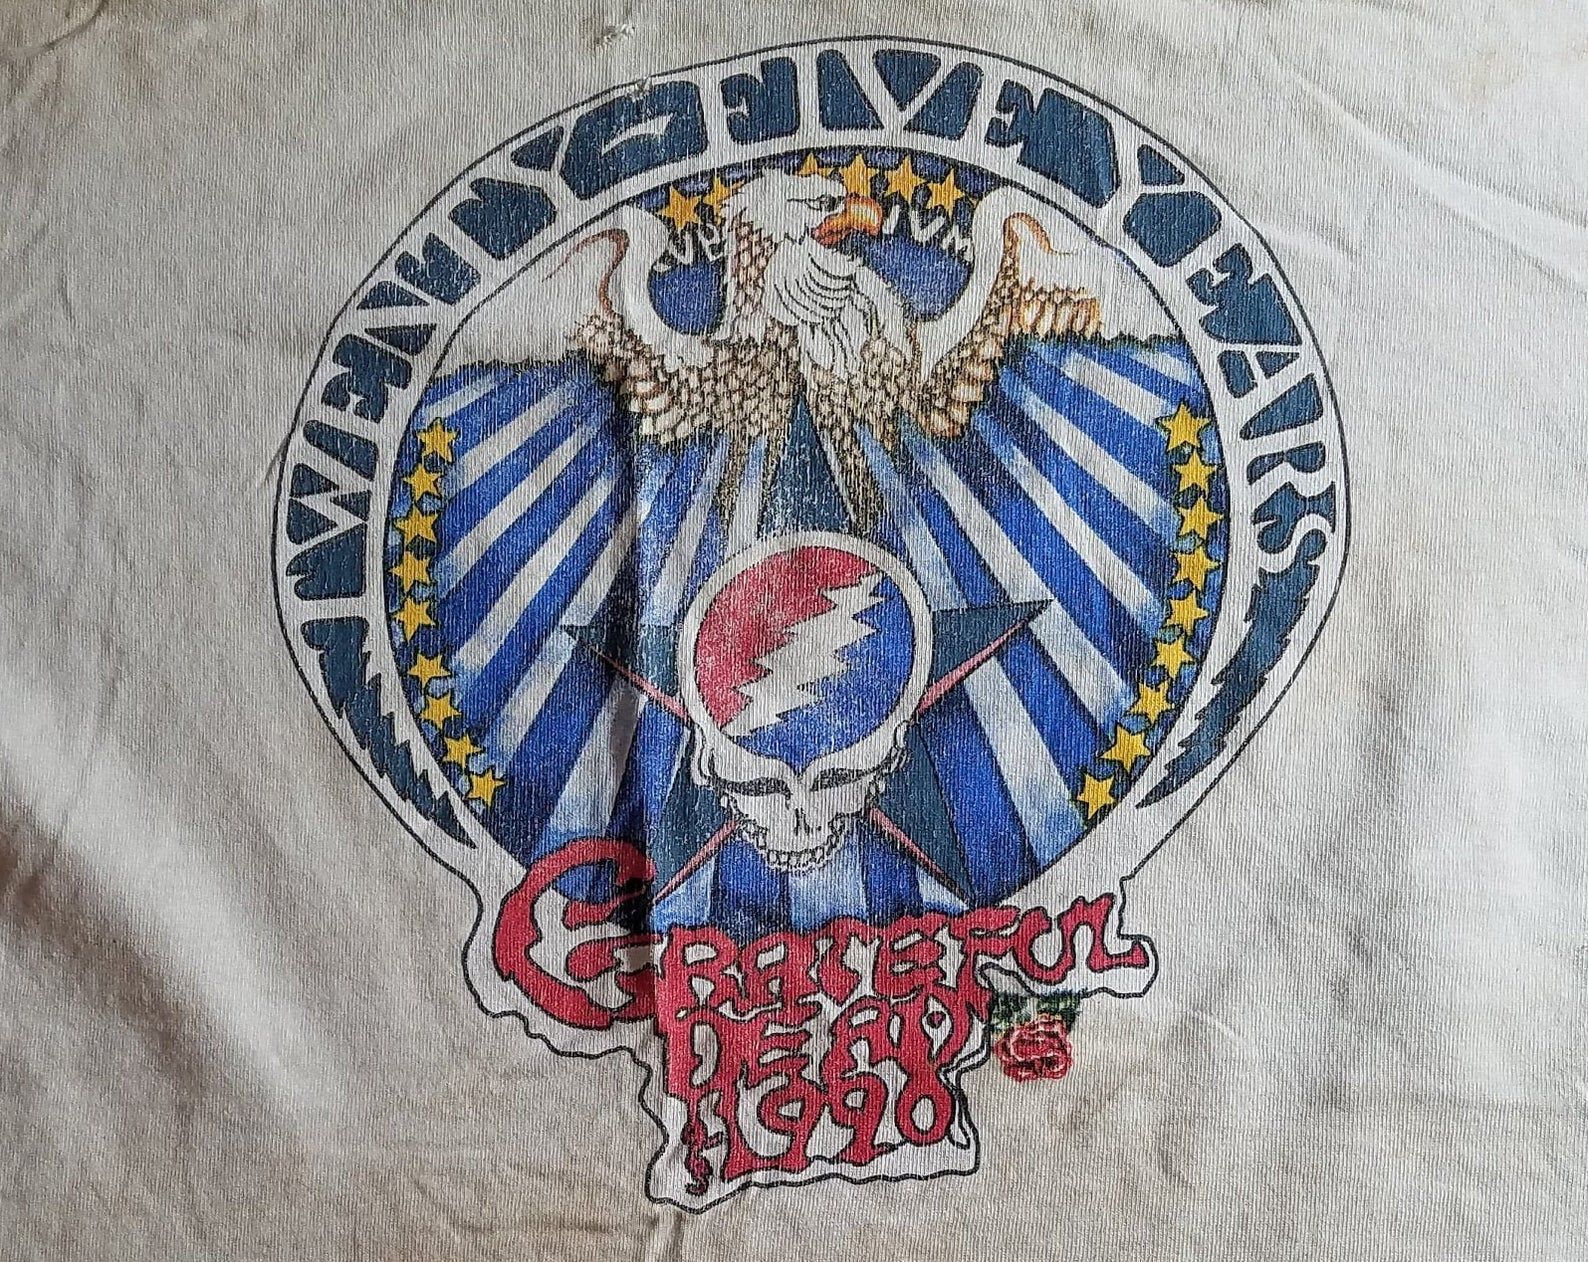 TWENTY FIVE YEARS
GRATEFUL
DEAD
1990